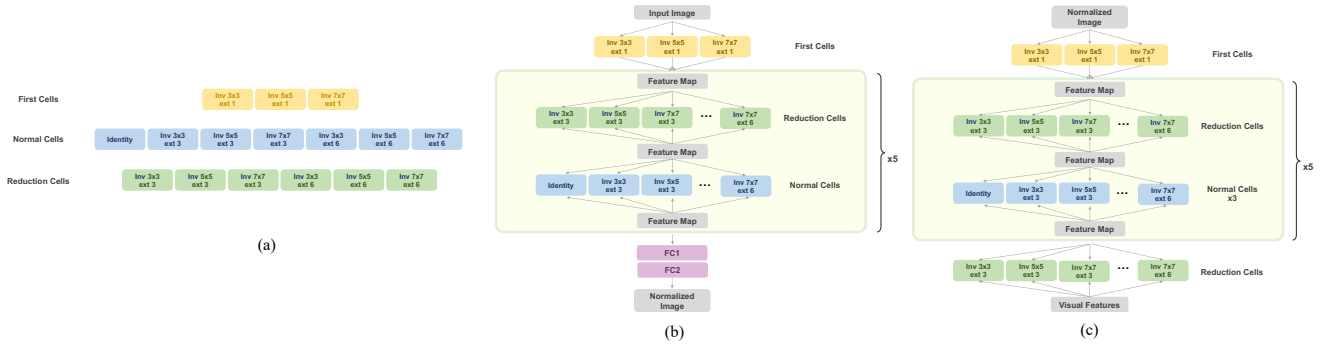 First Cells
Inv 3x3 ext 1
Inv 5x5 ext 1
Inv 7x7 ext 1
Normal Cells
Identity
Inv 3x3 ext 3
Inv 5x5 ext 3
Inv 7x7 ext 3
Inv 3x3 ext 6
Inv 5x5 ext 6
Inv 7x7 ext 6
Reduction Cells
Inv 3x3 ext 3
Inv 5x5 ext 3
Inv 7x7 ext 3
Inv 3x3 ext 6
Inv 5x5 ext 6
Inv 7x7 ext 6
(a)
Input Image
Inv 3x3 ext 1
Inv 5x5 ext 1
Inv 7x7 ext 1
First Cells
Feature Map
Inv 3x3 ext 3
Inv 5x5 ext 3
Inv 7x7 ext 3
...
Inv 7x7 ext 6
Reduction Cells
Feature Map
x5
Identity
Inv 3x3 ext 3
Inv 5x5 ext 3
...
Inv 7x7 ext 6
Normal Cells
Feature Map
FC1
FC2
Normalized
Image
(b)
Normalized
Image
Inv 3x3 ext 1
Inv 5x5 ext 1
Inv 7x7 ext 1
First Cells
Feature Map
Inv 3x3 ext 3
Inv 5x5 ext 3
Inv 7x7 ext 3
...
Inv 7x7 ext 6
Reduction Cells
Feature Map
x5
Identity
Inv 3x3 ext 3
Inv 5x5 ext 3
...
Inv 7x7 ext 6
Normal Cells
x3
Feature Map
Inv 3x3 ext 3
Inv 5x5 ext 3
Inv 7x7 ext 3
...
Inv 7x7 ext 6
Reduction Cells
Visual Features
(c)